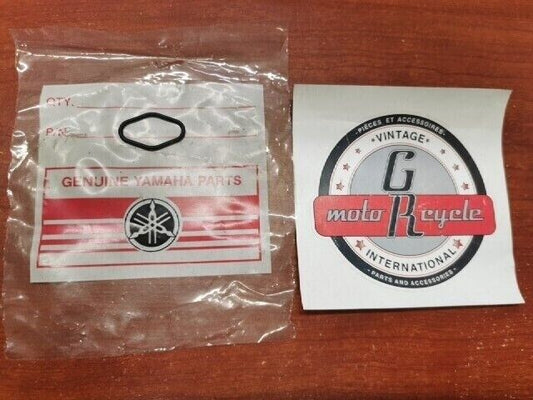 QTY.
P/N
GENUINE YAMAHA PARTS
PIÈCES ET ACCESSOIRES
VINTAGE
G
moto R cycle
INTERNATIONAL
PARTS AND ACCESSORIES